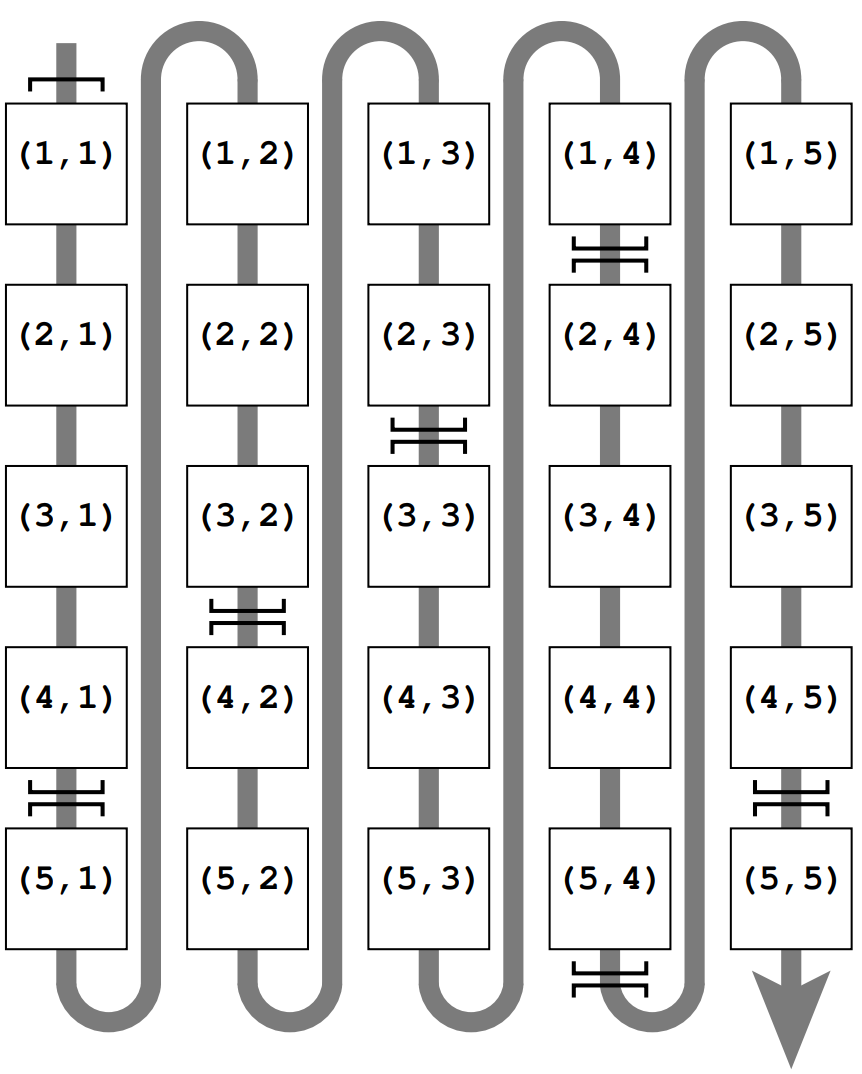 (1,1) (1,2) (1,3) (1,4) (1,5)
(2,1) (2,2) (2,3) (2,4) (2,5)
(3,1) (3,2) (3,3) (3,4) (3,5)
(4,1) (4,2) (4,3) (4,4) (4,5)
(5,1) (5,2) (5,3) (5,4) (5,5)